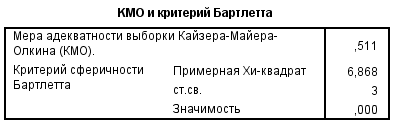 КМО и критерий Бартлетта
Мера адекватности выборки Кайзера-Майера-
Олкина (КМО). ,511
Критерий сферичности Примерная Хи-квадрат 6,868
Бартлетта ст.св. 3
Значимость ,000